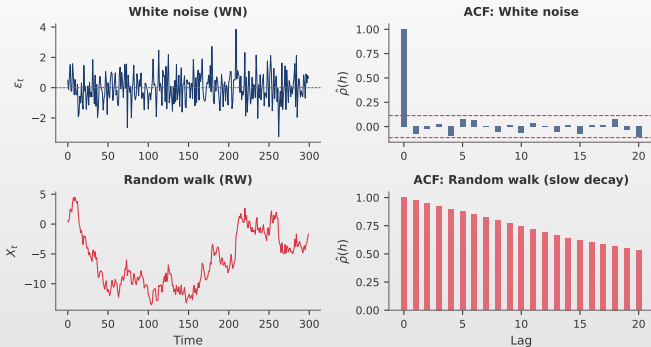 White noise (WN)
4
2
0
−2
εt
0 50 100 150 200 250 300
ACF: White noise
1.00
0.75
0.50
0.25
0.00
ρ̂(h)
0 5 10 15 20
Random walk (RW)
5
0
−5
−10
Xt
0 50 100 150 200 250 300
Time
ACF: Random walk (slow decay)
1.00
0.75
0.50
0.25
0.00
ρ̂(h)
0 5 10 15 20
Lag